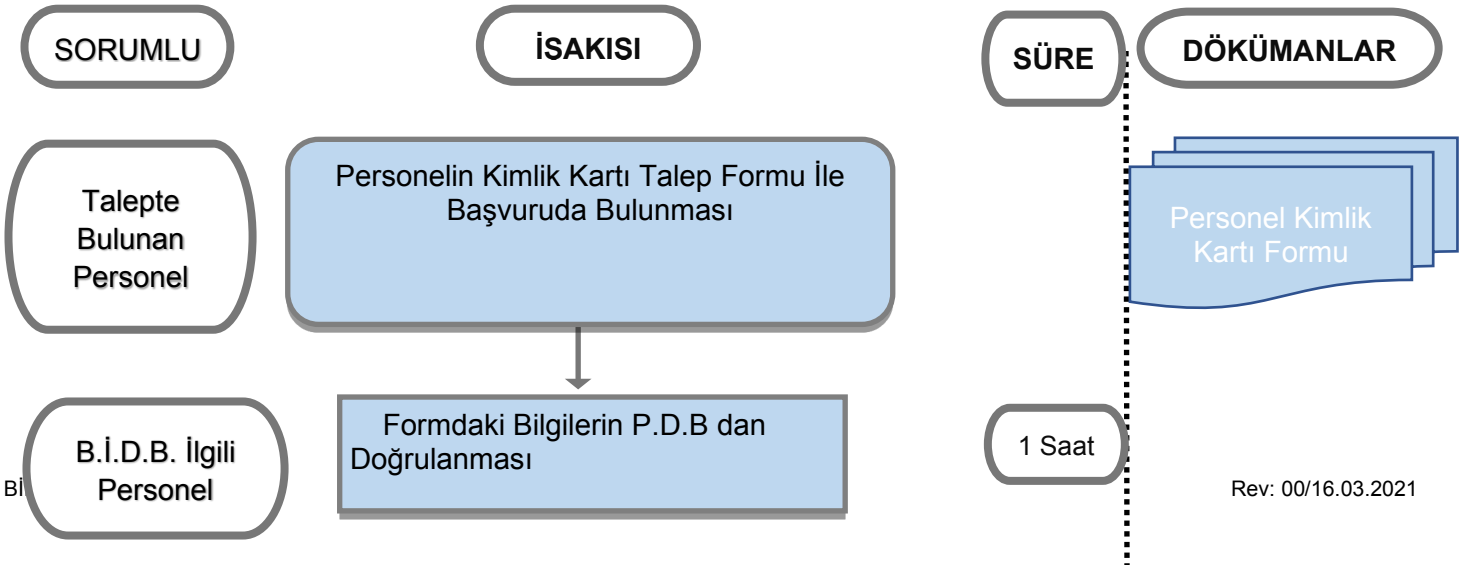 SORUMLU
İSAKISI
SÜRE
DÖKÜMANLAR
Talepte
Bulunan
Personel
Personelin Kimlik Kartı Talep Formu İle
Başvuruda Bulunması
Personel Kimlik
Kartı Formu
B.İ.D.B. İlgili
Personel
Formdaki Bilgilerin P.D.B dan
Doğrulanması
1 Saat
Bİ
Rev: 00/16.03.2021